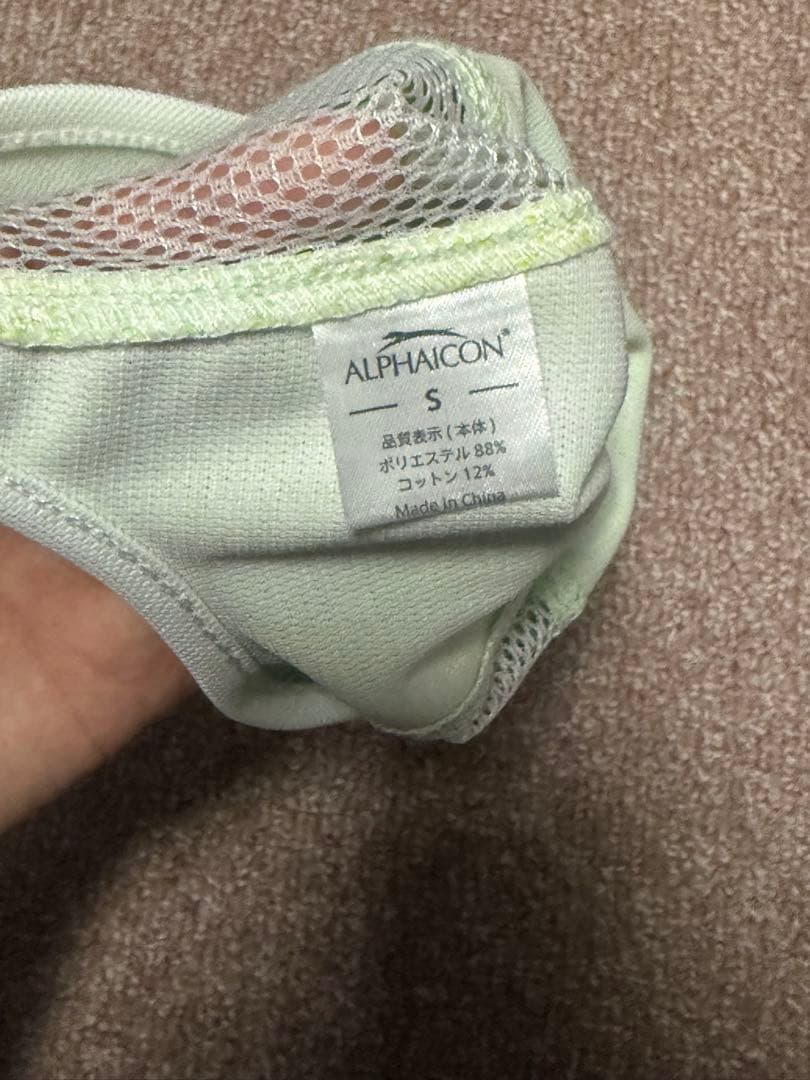 ALPHAICON®
S
品質表示(本体)
ポリエステル 88%
コットン 12%
Made in China